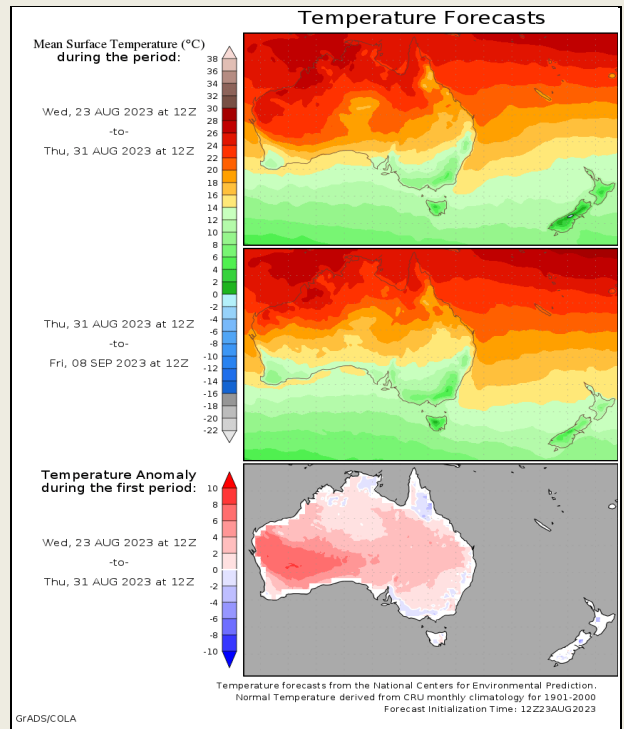 Temperature Forecasts
Mean Surface Temperature (°C)
during the period:
Wed, 23 AUG 2023 at 12Z
-to-
Thu, 31 AUG 2023 at 12Z
38
36
34
32
30
28
26
24
22
20
18
16
14
12
10
8
6
4
2
0
-2
-4
-6
-8
-10
-12
-14
-16
-18
-20
-22
Thu, 31 AUG 2023 at 12Z
-to-
Fri, 08 SEP 2023 at 12Z
Temperature Anomaly
during the first period:
Wed, 23 AUG 2023 at 12Z
-to-
Thu, 31 AUG 2023 at 12Z
10
8
6
4
2
0
-2
-4
-6
-8
-10
Temperature forecasts from the National Centers for Environmental Prediction.
Normal Temperature derived from CRU monthly climatology for 1901-2000
Forecast Initialization Time: 12Z23AUG2023
GrADS/COLA